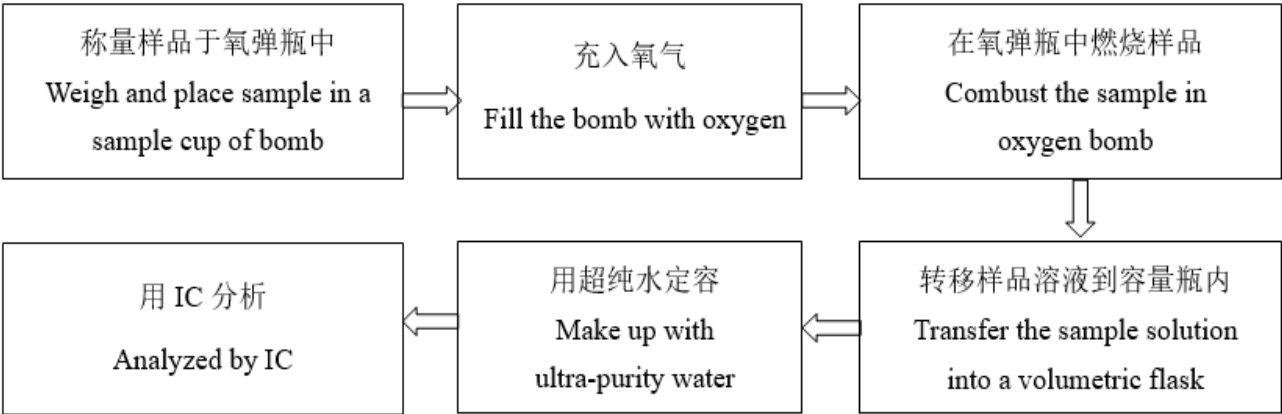 称量样品于氧弹瓶中
Weigh and place sample in a
sample cup of bomb
充入氧气
Fill the bomb with oxygen
在氧弹瓶中燃烧样品
Combust the sample in
oxygen bomb
转移样品溶液到容量瓶内
Transfer the sample solution
into a volumetric flask
用超纯水定容
Make up with
ultra-purity water
用 IC 分析
Analyzed by IC